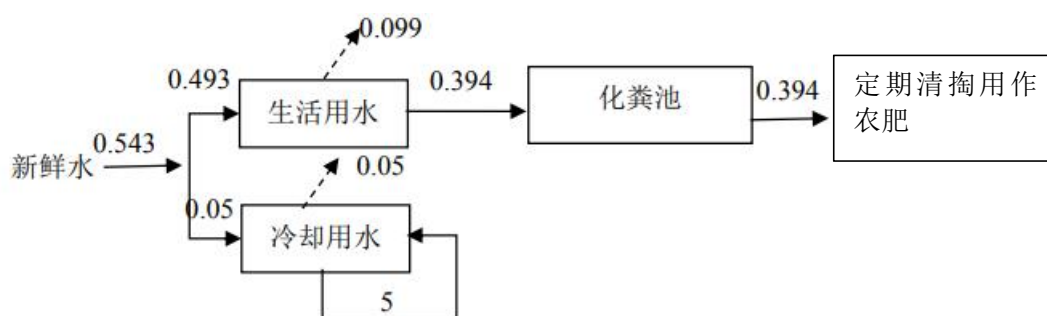 0.099
0.493
0.394
0.394
生活用水
化粪池
定期清掏用作
农肥
0.543
新鲜水
0.05
0.05
冷却用水
5